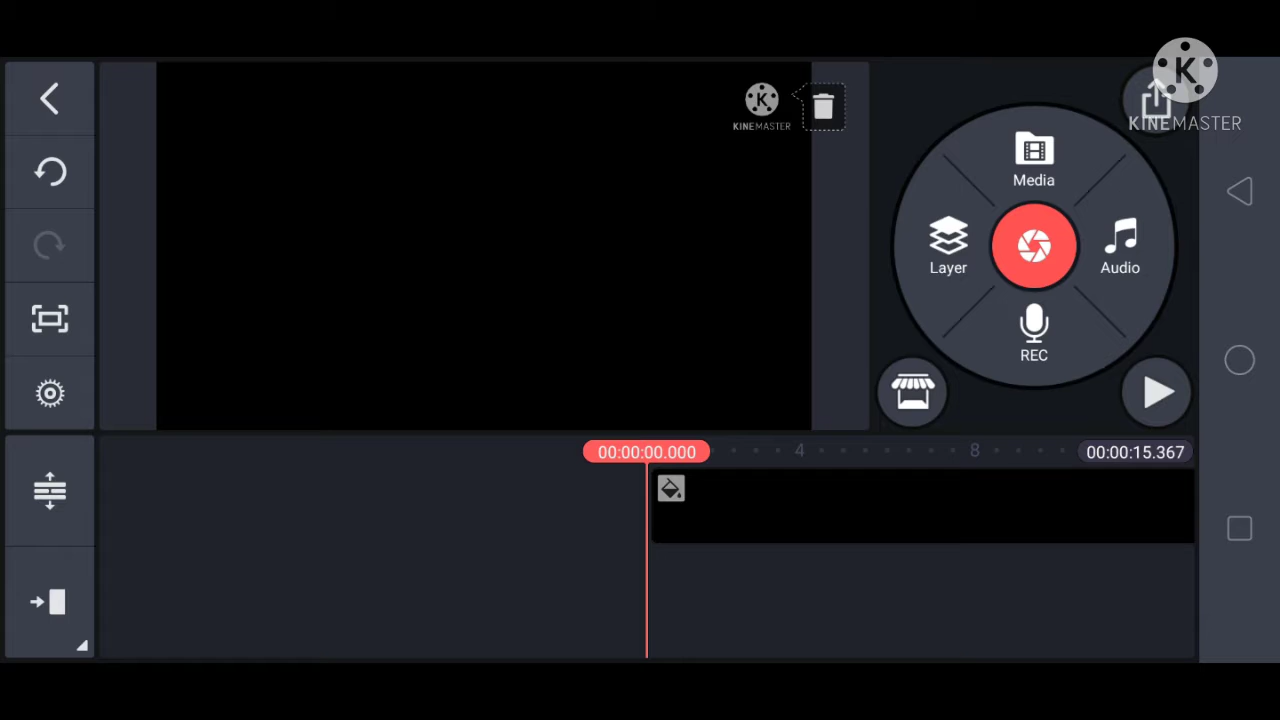 K
KINEMASTER
K
KINEMASTER
Media
Layer
Audio
REC
00:00:00.000
4
8
00:00:15.367